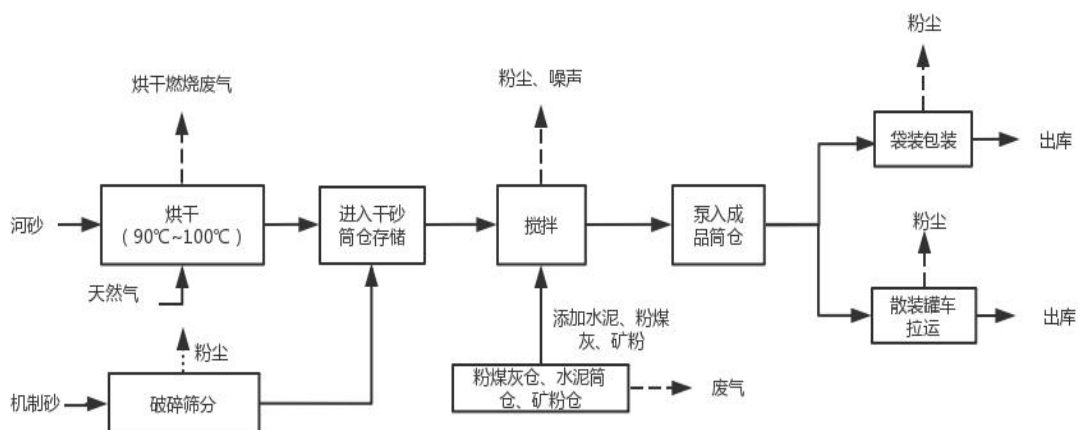 粉尘
烘干燃烧废气
粉尘、噪声
袋装包装
出库
河砂
烘干
（90℃~100℃）
进入干砂
筒仓存储
搅拌
泵入成
品筒仓
粉尘
天然气
散装罐车
拉运
出库
添加水泥、粉煤
灰、矿粉
粉尘
机制砂
破碎筛分
粉煤灰仓、水泥筒
仓、矿粉仓
废气